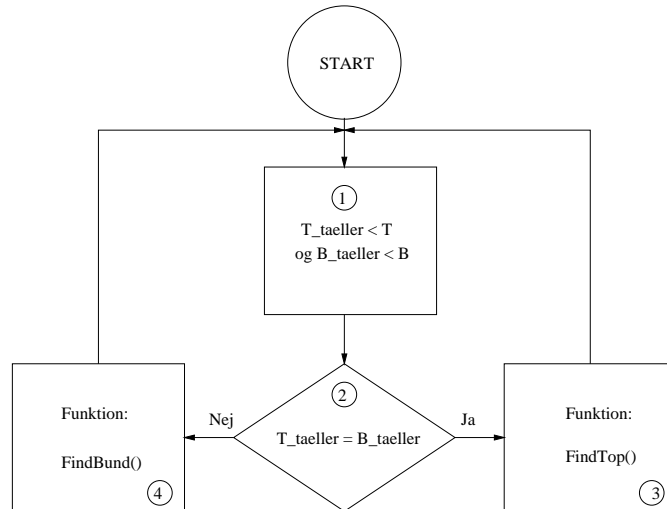 START
1
T_taeller < T
og B_taeller < B
2
T_taeller = B_taeller
Nej
Ja
Funktion:
FindBund()
4
Funktion:
FindTop()
3